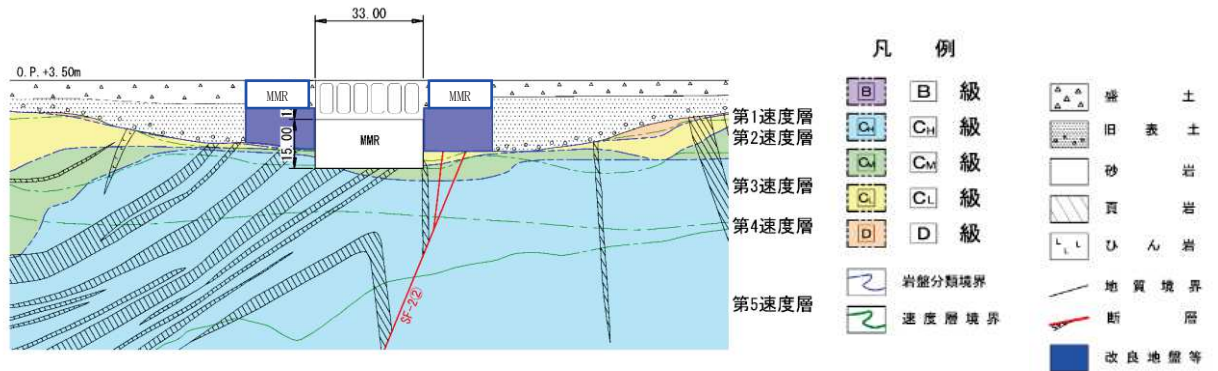 33.00
O.P.+3.50m
MMR
MMR
1
15.00
MMR
第1速度層
第2速度層
第3速度層
第4速度層
第5速度層
SF-2(2)
凡 例
B B 級
CH CH 級
CM CM 級
CL CL 級
D D 級
岩盤分類境界
速度層境界
盛 土
旧 表 土
砂 岩
頁 岩
ひ ん 岩
地 質 境 界
断 層
改 良 地 盤 等